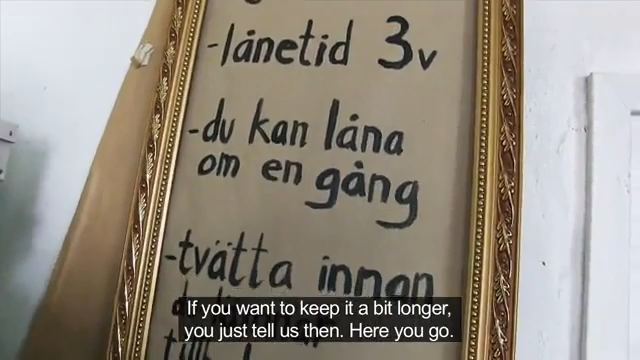 -lånetid 3v
-du kan låna
om en gång
-tvätta innan
If you want to keep it a bit longer,
you just tell us then. Here you go.